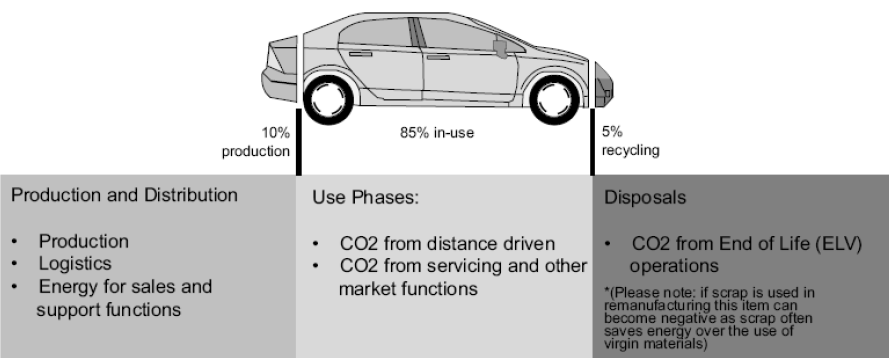 10%
production
85% in-use
5%
recycling
Production and Distribution
• Production
• Logistics
• Energy for sales and
support functions
Use Phases:
• CO2 from distance driven
• CO2 from servicing and other
market functions
Disposals
• CO2 from End of Life (ELV)
operations
*(Please note: if scrap is used in
remanufacturing this item can
become negative as scrap often
saves energy over the use of
virgin materials)